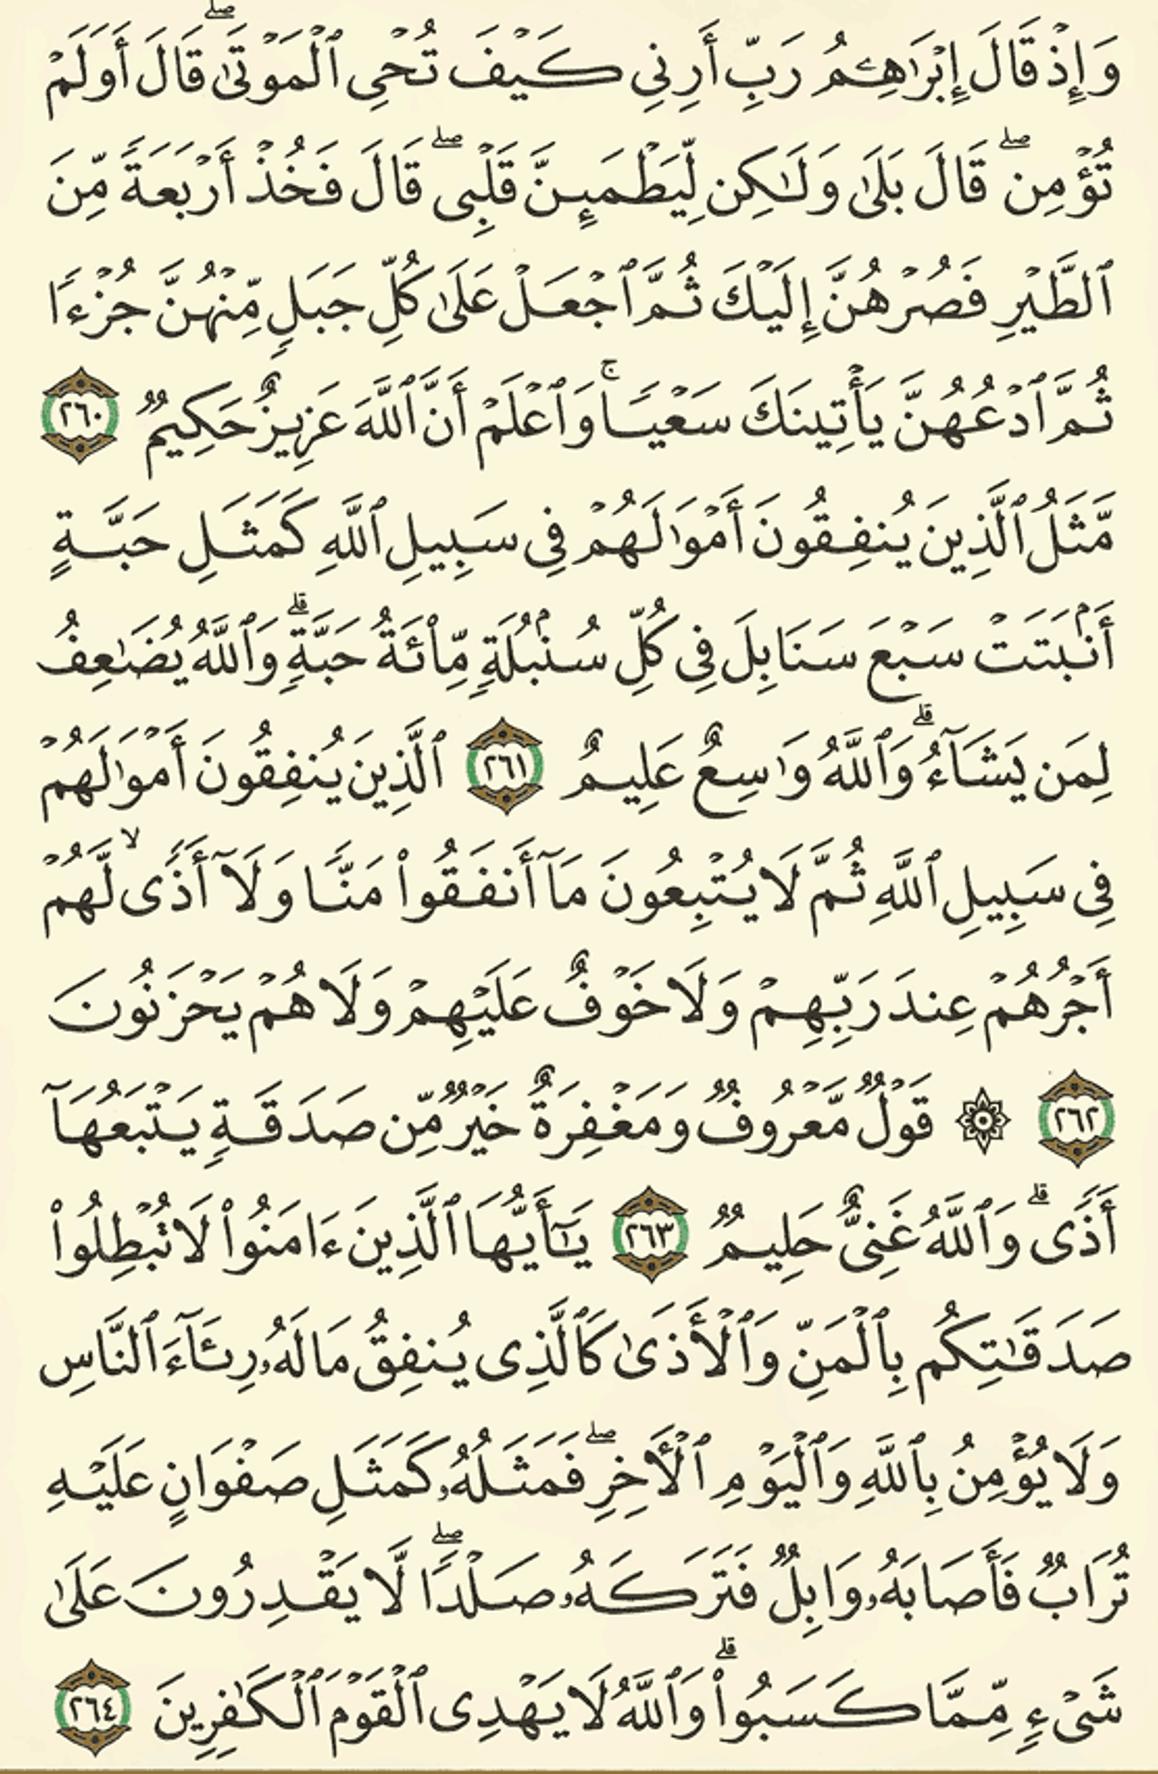 وَإِذْ قَالَ إِبْرَٰهِـۧمُ رَبِّ أَرِنِى كَيْفَ تُحْىِ ٱلْمَوْتَىٰ ۖ قَالَ أَوَلَمْ
تُؤْمِن ۖ قَالَ بَلَىٰ وَلَـٰكِن لِّيَطْمَئِنَّ قَلْبِى ۖ قَالَ فَخُذْ أَرْبَعَةً مِّنَ
ٱلطَّيْرِ فَصُرْهُنَّ إِلَيْكَ ثُمَّ ٱجْعَلْ عَلَىٰ كُلِّ جَبَلٍ مِّنْهُنَّ جُزْءًا
ثُمَّ ٱدْعُهُنَّ يَأْتِينَكَ سَعْيًا ۚ وَٱعْلَمْ أَنَّ ٱللَّهَ عَزِيزٌ حَكِيمٌ ٢٦٠
مَّثَلُ ٱلَّذِينَ يُنفِقُونَ أَمْوَٰلَهُمْ فِى سَبِيلِ ٱللَّهِ كَمَثَلِ حَبَّةٍ
أَنۢبَتَتْ سَبْعَ سَنَابِلَ فِى كُلِّ سُنۢبُلَةٍ مِّا۟ئَةُ حَبَّةٍ ۗ وَٱللَّهُ يُضَـٰعِفُ
لِمَن يَشَآءُ ۗ وَٱللَّهُ وَٰسِعٌ عَلِيمٌ ٢٦١ ٱلَّذِينَ يُنفِقُونَ أَمْوَٰلَهُمْ
فِى سَبِيلِ ٱللَّهِ ثُمَّ لَا يُتْبِعُونَ مَآ أَنفَقُوا۟ مَنًّا وَلَآ أَذًى ۙ لَّهُمْ
أَجْرُهُمْ عِندَ رَبِّهِمْ وَلَا خَوْفٌ عَلَيْهِمْ وَلَا هُمْ يَحْزَنُونَ
٢٦٢ ۞ قَوْلٌ مَّعْرُوفٌ وَمَغْفِرَةٌ خَيْرٌ مِّن صَدَقَةٍ يَتْبَعُهَآ
أَذًى ۗ وَٱللَّهُ غَنِىٌّ حَلِيمٌ ٢٦٣ يَـٰٓأَيُّهَا ٱلَّذِينَ ءَامَنُوا۟ لَا تُبْطِلُوا۟
صَدَقَـٰتِكُم بِٱلْمَنِّ وَٱلْأَذَىٰ كَٱلَّذِى يُنفِقُ مَالَهُۥ رِئَآءَ ٱلنَّاسِ
وَلَا يُؤْمِنُ بِٱللَّهِ وَٱلْيَوْمِ ٱلْـَٔاخِرِ ۖ فَمَثَلُهُۥ كَمَثَلِ صَفْوَانٍ عَلَيْهِ
تُرَابٌ فَأَصَابَهُۥ وَابِلٌ فَتَرَكَهُۥ صَلْدًا ۖ لَّا يَقْدِرُونَ عَلَىٰ
شَىْءٍ مِّمَّا كَسَبُوا۟ ۗ وَٱللَّهُ لَا يَهْدِى ٱلْقَوْمَ ٱلْكَـٰفِرِينَ ٢٦٤